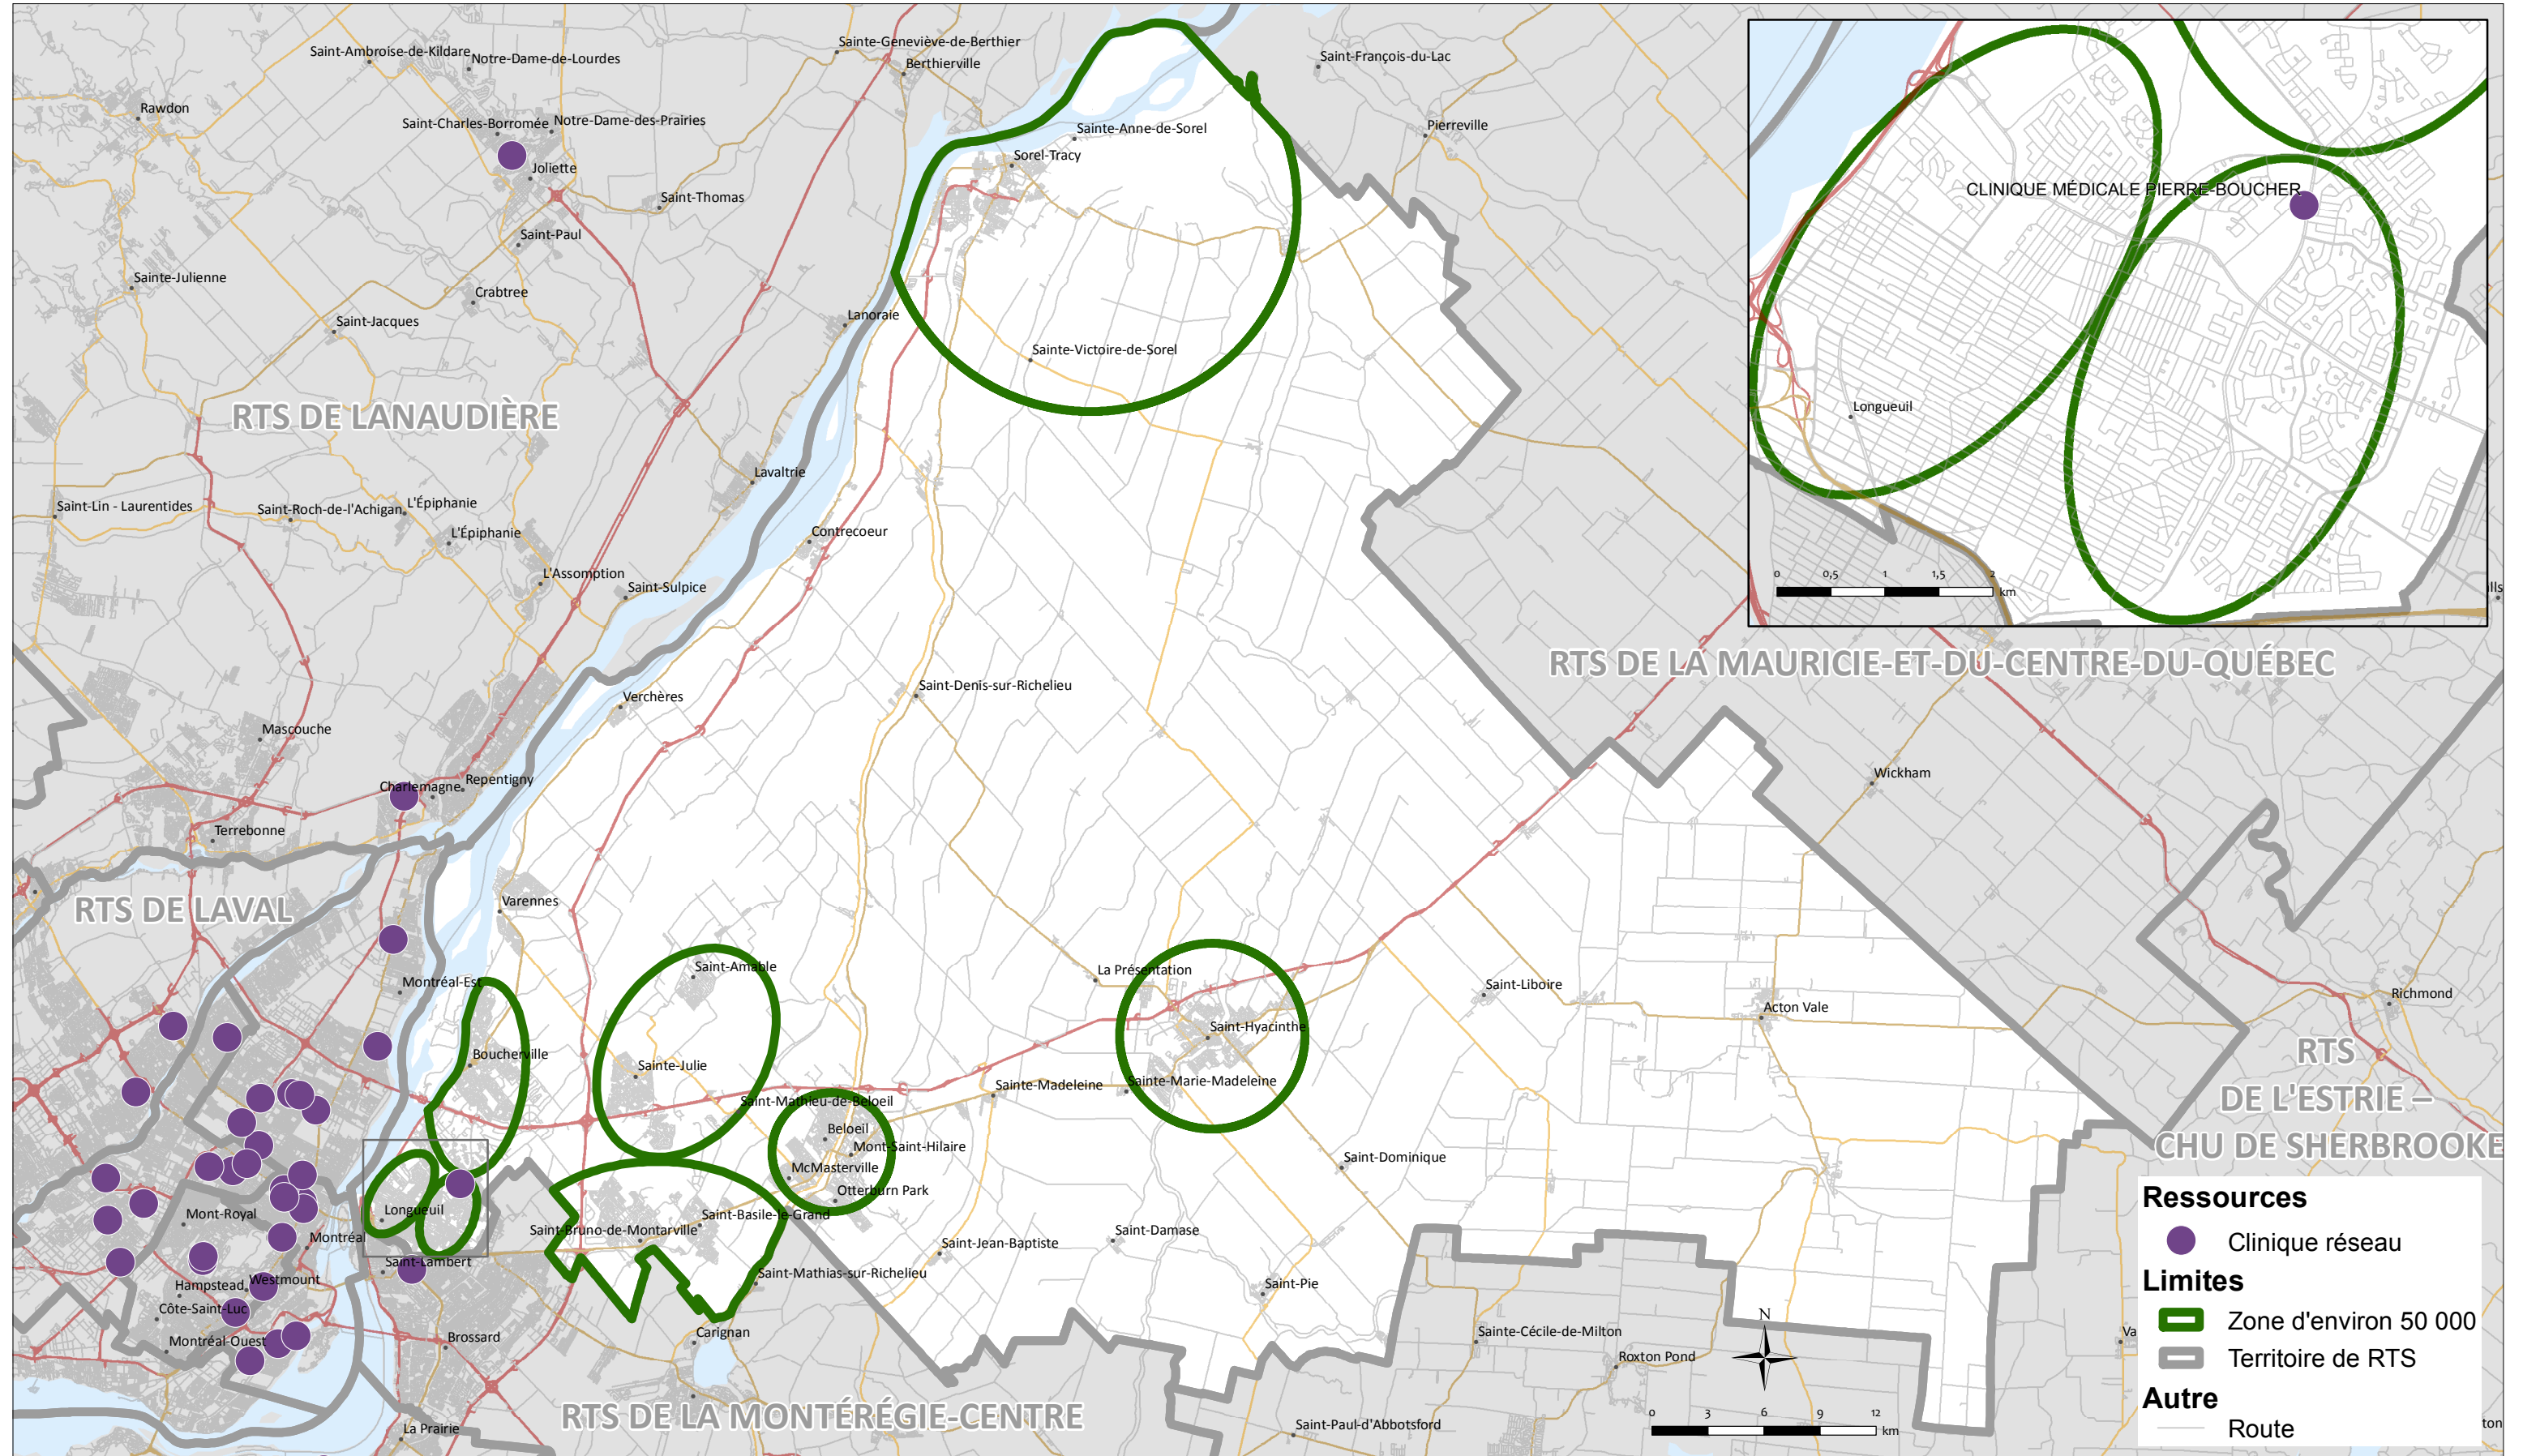 Saint-Ambroise-de-Kildare
Notre-Dame-de-Lourdes
Sainte-Geneviève-de-Berthier
Berthierville
Saint-François-du-Lac
Rawdon
Saint-Charles-Borromée
Notre-Dame-des-Prairies
Joliette
Sainte-Anne-de-Sorel
Sorel-Tracy
Pierreville
CLINIQUE MÉDICALE PIERRE-BOUCHER
Saint-Thomas
Saint-Paul
Sainte-Julienne
Crabtree
Saint-Jacques
Lanoraie
Sainte-Victoire-de-Sorel
RTS DE LANAUDIÈRE
Longueuil
Lavaltrie
Saint-Lin - Laurentides
Saint-Roch-de-l'Achigan
L'Épiphanie
L'Épiphanie
Contrecoeur
L'Assomption
Saint-Sulpice
0 0,5 1 1,5 2
km
lls
RTS DE LA MAURICIE-ET-DU-CENTRE-DU-QUÉBEC
Verchères
Saint-Denis-sur-Richelieu
Mascouche
Wickham
Charlemagne
Repentigny
Terrebonne
RTS DE LAVAL
Varennes
Montréal-Est
Saint-Amable
La Présentation
Saint-Liboire
Acton Vale
Richmond
Saint-Hyacinthe
Boucherville
Sainte-Julie
Sainte-Madeleine
Sainte-Marie-Madeleine
Saint-Mathieu-de-Beloeil
Beloeil
Mont-Saint-Hilaire
McMasterville
Otterburn Park
Saint-Dominique
RTS
DE L'ESTRIE –
CHU DE SHERBROOKE
Longueuil
Mont-Royal
Montréal
Saint-Lambert
Saint-Bruno-de-Montarville
Saint-Basile-le-Grand
Saint-Jean-Baptiste
Saint-Damase
Saint-Mathias-sur-Richelieu
Saint-Pie
Hampstead
Westmount
Côte-Saint-Luc
Montréal-Ouest
Brossard
Carignan
Sainte-Cécile-de-Milton
Roxton Pond
La Prairie
RTS DE LA MONTÉRÉGIE-CENTRE
Saint-Paul-d'Abbotsford
N
0 3 6 9 12
km
Va
ton
Ressources
Clinique réseau
Limites
Zone d'environ 50 000
Territoire de RTS
Autre
Route